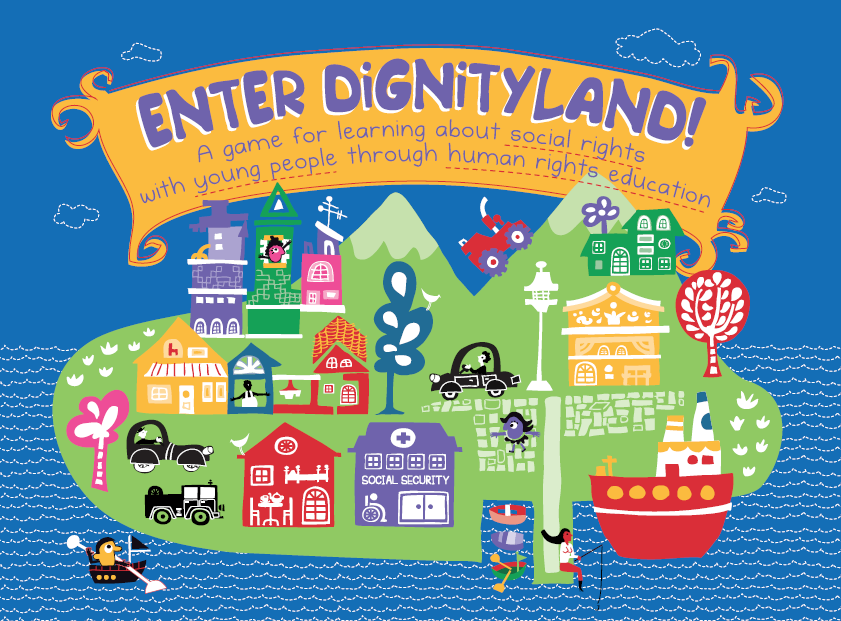 ENTER DiGNiTYLAND!
A game for learning about social rights
with young people through human rights education
h
SOCIAL SECURITY